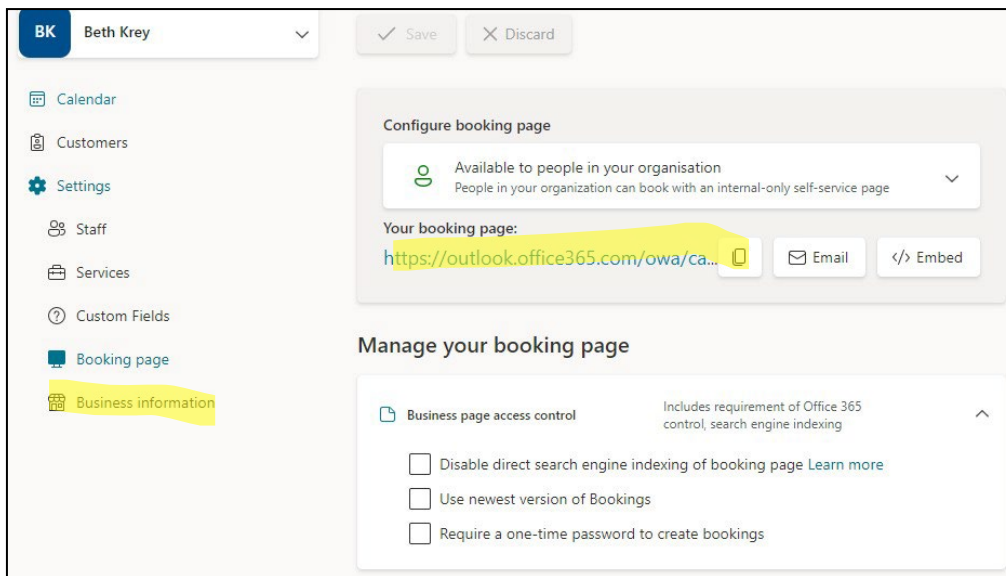 BK Beth Krey
Save Discard
Calendar
Customers
Settings
Staff
Services
Custom Fields
Booking page
Business information
Configure booking page
Available to people in your organisation
People in your organization can book with an internal-only self-service page
Your booking page:
https://outlook.office365.com/owa/ca...
Email </> Embed
Manage your booking page
Business page access control
Includes requirement of Office 365
control, search engine indexing
Disable direct search engine indexing of booking page Learn more
Use newest version of Bookings
Require a one-time password to create bookings